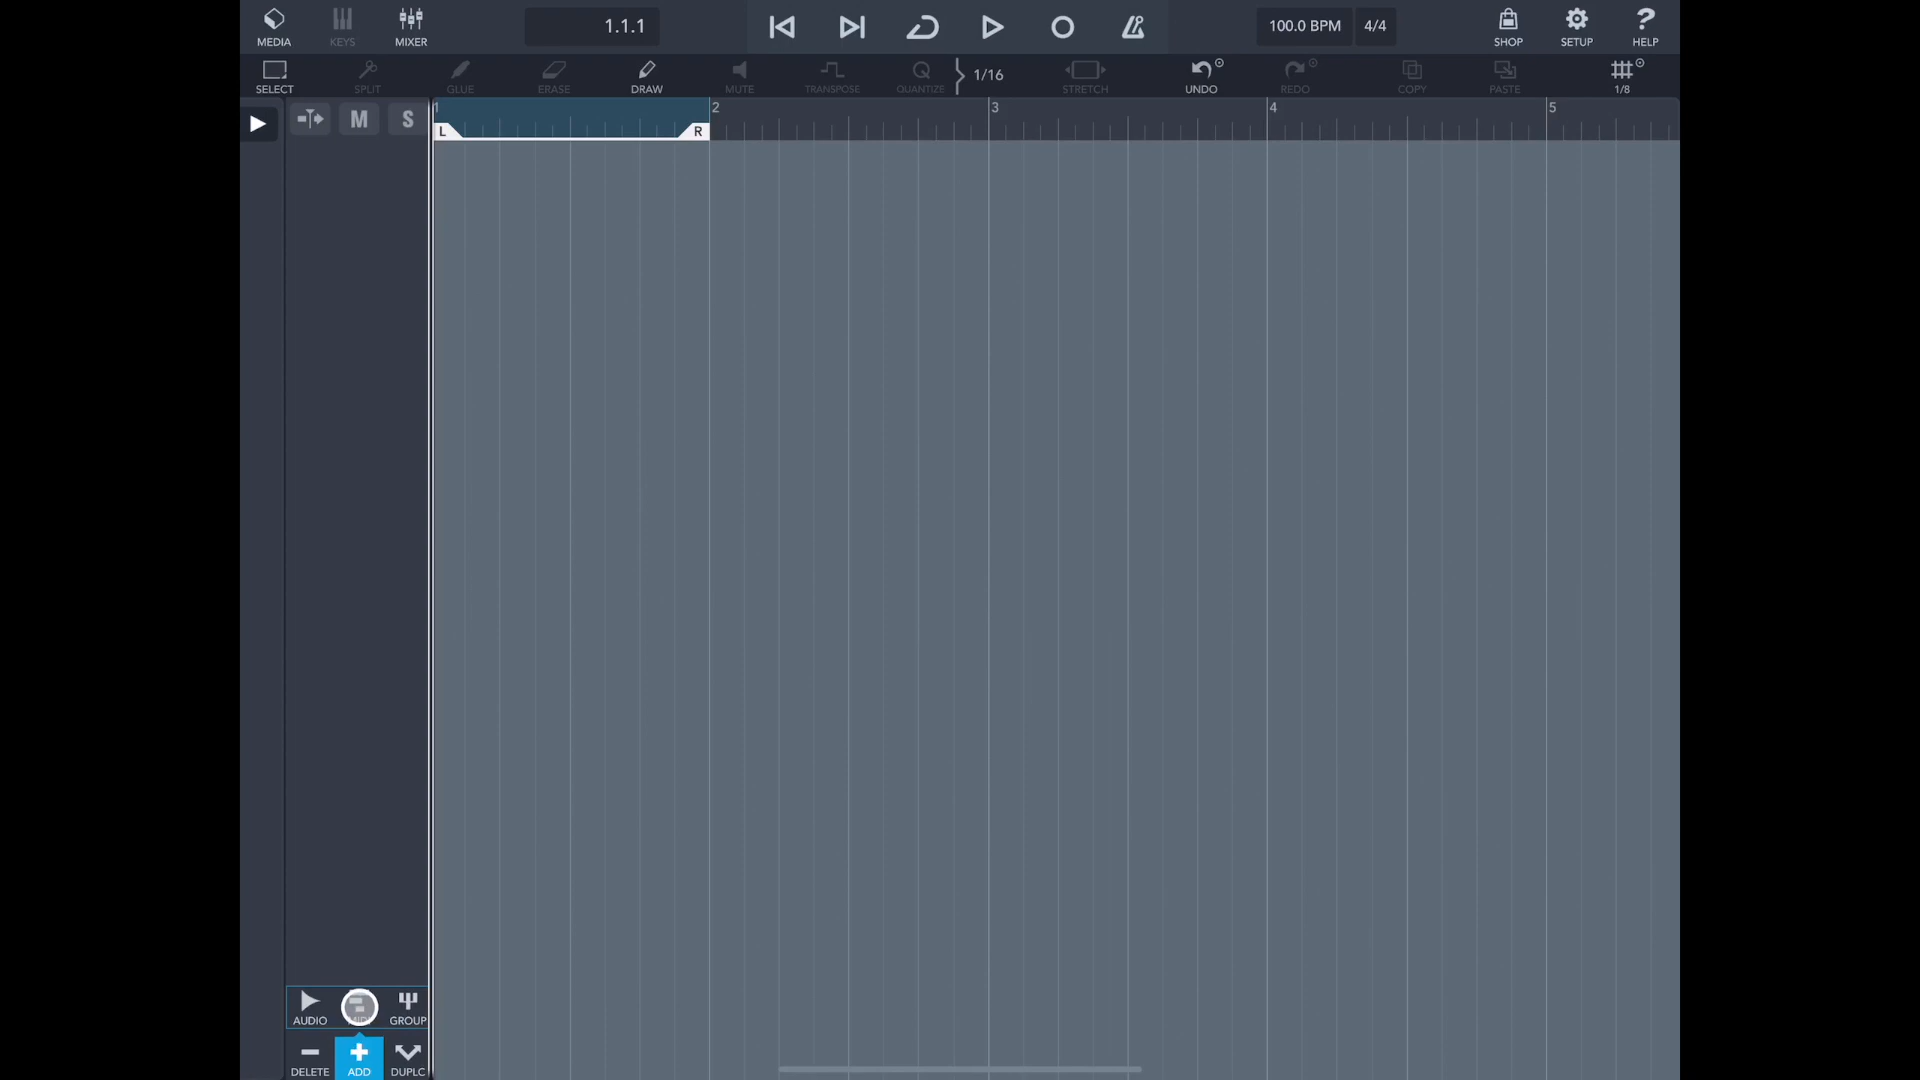 MEDIA KEYS MIXER 1.1.1 100.0 BPM 4/4 SHOP SETUP ? HELP
SELECT SPLIT GLUE ERASE DRAW MUTE TRANSPOSE Q QUANTIZE 1/16 STRETCH UNDO REDO COPY PASTE 1/8
M S 1 2 3 4 5
L R
AUDIO GROUP
DELETE ADD DUPLC